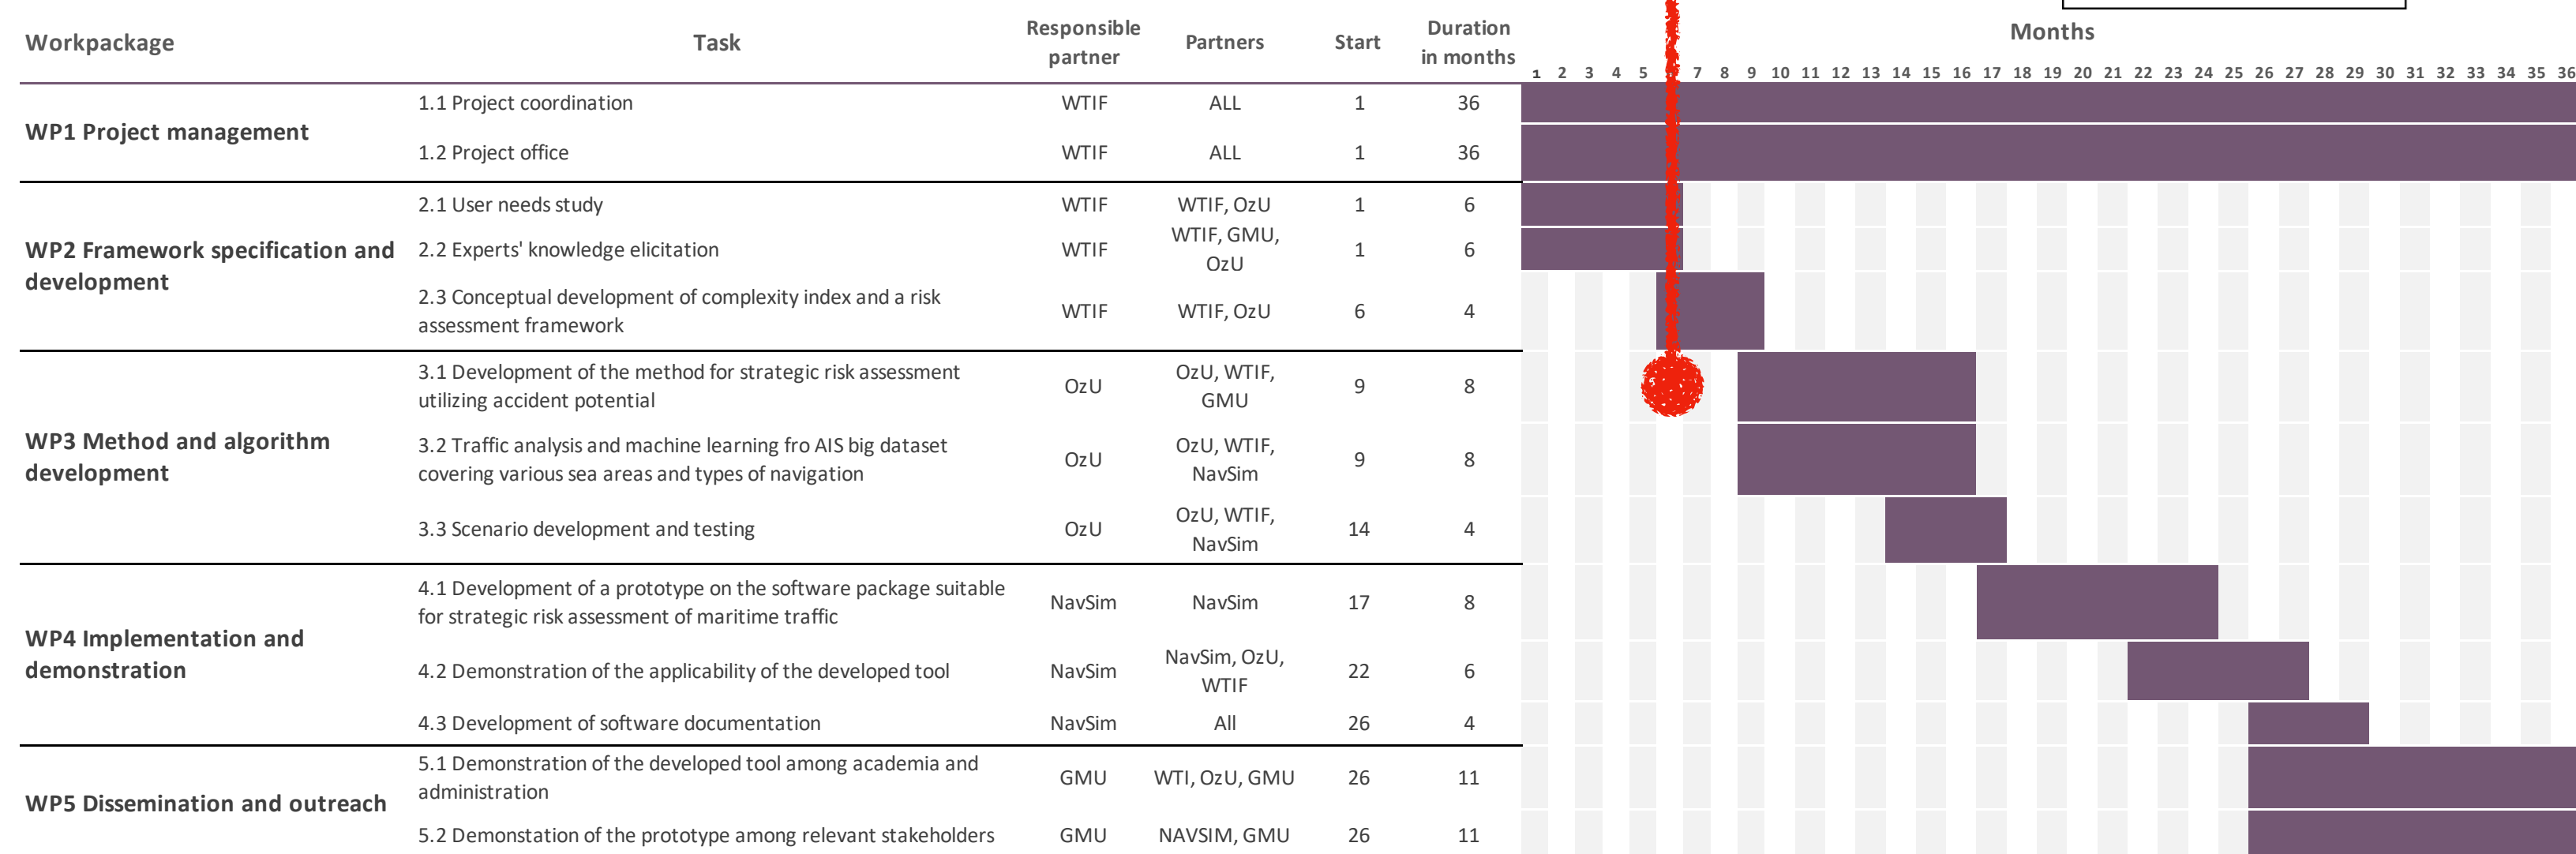 Workpackage Task Responsible partner Partners Start Duration in months Months
1 2 3 4 5 7 8 9 10 11 12 13 14 15 16 17 18 19 20 21 22 23 24 25 26 27 28 29 30 31 32 33 34 35 36
WP1 Project management
1.1 Project coordination WTIF ALL 1 36
1.2 Project office WTIF ALL 1 36
WP2 Framework specification and
development
2.1 User needs study WTIF WTIF, OzU 1 6
2.2 Experts' knowledge elicitation WTIF WTIF, GMU, OzU 1 6
2.3 Conceptual development of complexity index and a risk
assessment framework WTIF WTIF, OzU 6 4
WP3 Method and algorithm
development
3.1 Development of the method for strategic risk assessment
utilizing accident potential OzU OzU, WTIF, GMU 9 8
3.2 Traffic analysis and machine learning fro AIS big dataset
covering various sea areas and types of navigation OzU OzU, WTIF, NavSim 9 8
3.3 Scenario development and testing OzU OzU, WTIF, NavSim 14 4
WP4 Implementation and
demonstration
4.1 Development of a prototype on the software package suitable
for strategic risk assessment of maritime traffic NavSim NavSim 17 8
4.2 Demonstration of the applicability of the developed tool NavSim NavSim, OzU, WTIF 22 6
4.3 Development of software documentation NavSim All 26 4
WP5 Dissemination and outreach
5.1 Demonstration of the developed tool among academia and
administration GMU WTI, OzU, GMU 26 11
5.2 Demonstation of the prototype among relevant stakeholders GMU NAVSIM, GMU 26 11